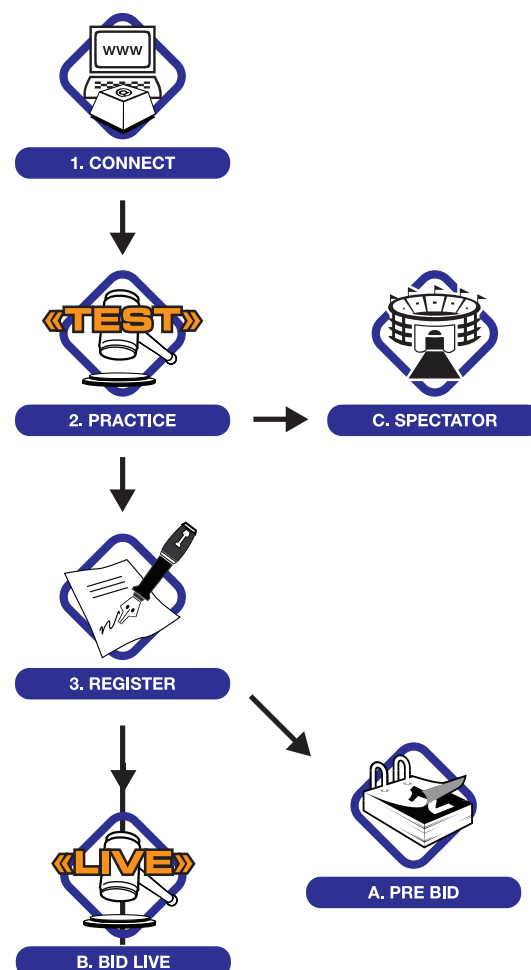 WWW
@
1. CONNECT
«TEST»
2. PRACTICE
C. SPECTATOR
3. REGISTER
«LIVE»
A. PRE BID
B. BID LIVE